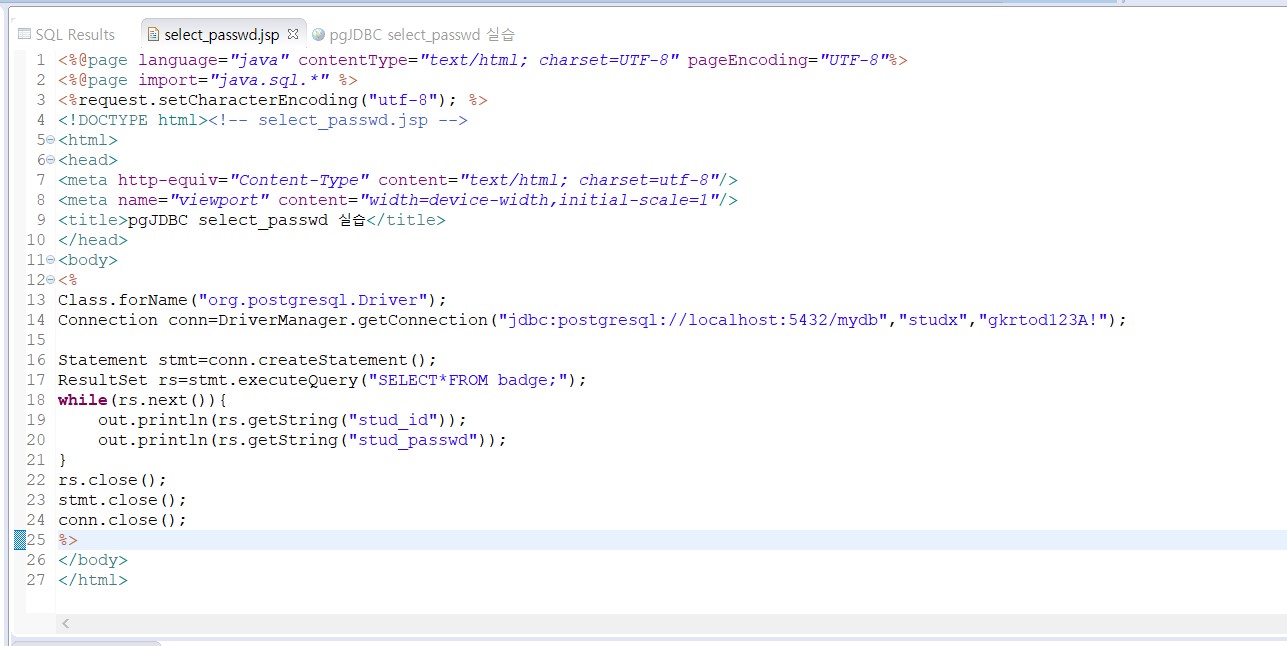 SQL Results select_passwd.jsp pgJDBC select_passwd 실습
1 <%@page language="java" contentType="text/html; charset=UTF-8" pageEncoding="UTF-8"%>
2 <%@page import="java.sql.*" %>
3 <%request.setCharacterEncoding("utf-8"); %>
4 <!DOCTYPE html><!-- select_passwd.jsp -->
5 <html>
6 <head>
7 <meta http-equiv="Content-Type" content="text/html; charset=utf-8"/>
8 <meta name="viewport" content="width=device-width,initial-scale=1"/>
9 <title>pgJDBC select_passwd 실습</title>
10 </head>
11 <body>
12 <%
13 Class.forName("org.postgresql.Driver");
14 Connection conn=DriverManager.getConnection("jdbc:postgresql://localhost:5432/mydb","studx","gkrtod123A!");
15
16 Statement stmt=conn.createStatement();
17 ResultSet rs=stmt.executeQuery("SELECT*FROM badge;");
18 while(rs.next()){
19     out.println(rs.getString("stud_id"));
20     out.println(rs.getString("stud_passwd"));
21 }
22 rs.close();
23 stmt.close();
24 conn.close();
25 %>
26 </body>
27 </html>